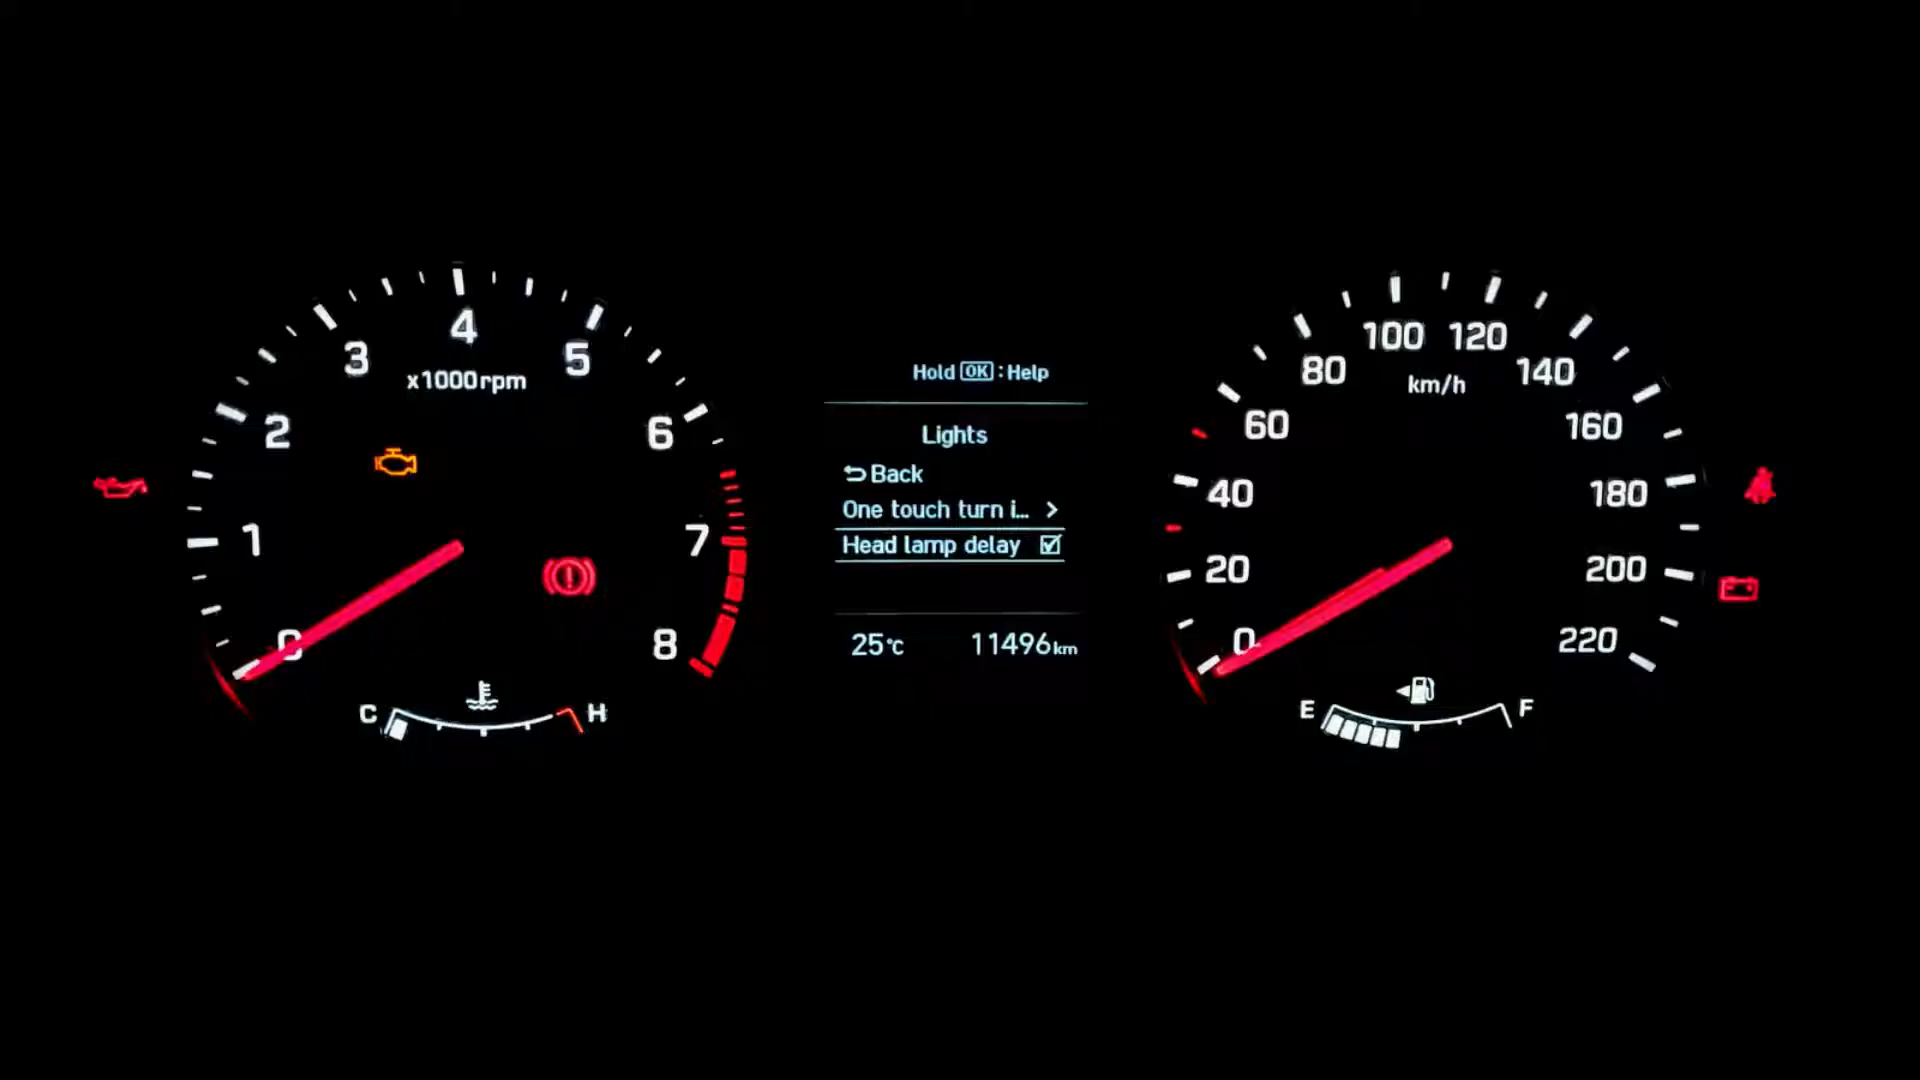 0
1
2
3
4
5
6
7
8
x1000rpm
C
H
Hold OK : Help
Lights
Back
One touch turn i...
Head lamp delay
25°C
11496km
0
20
40
60
80
100
120
140
160
180
200
220
km/h
E
F